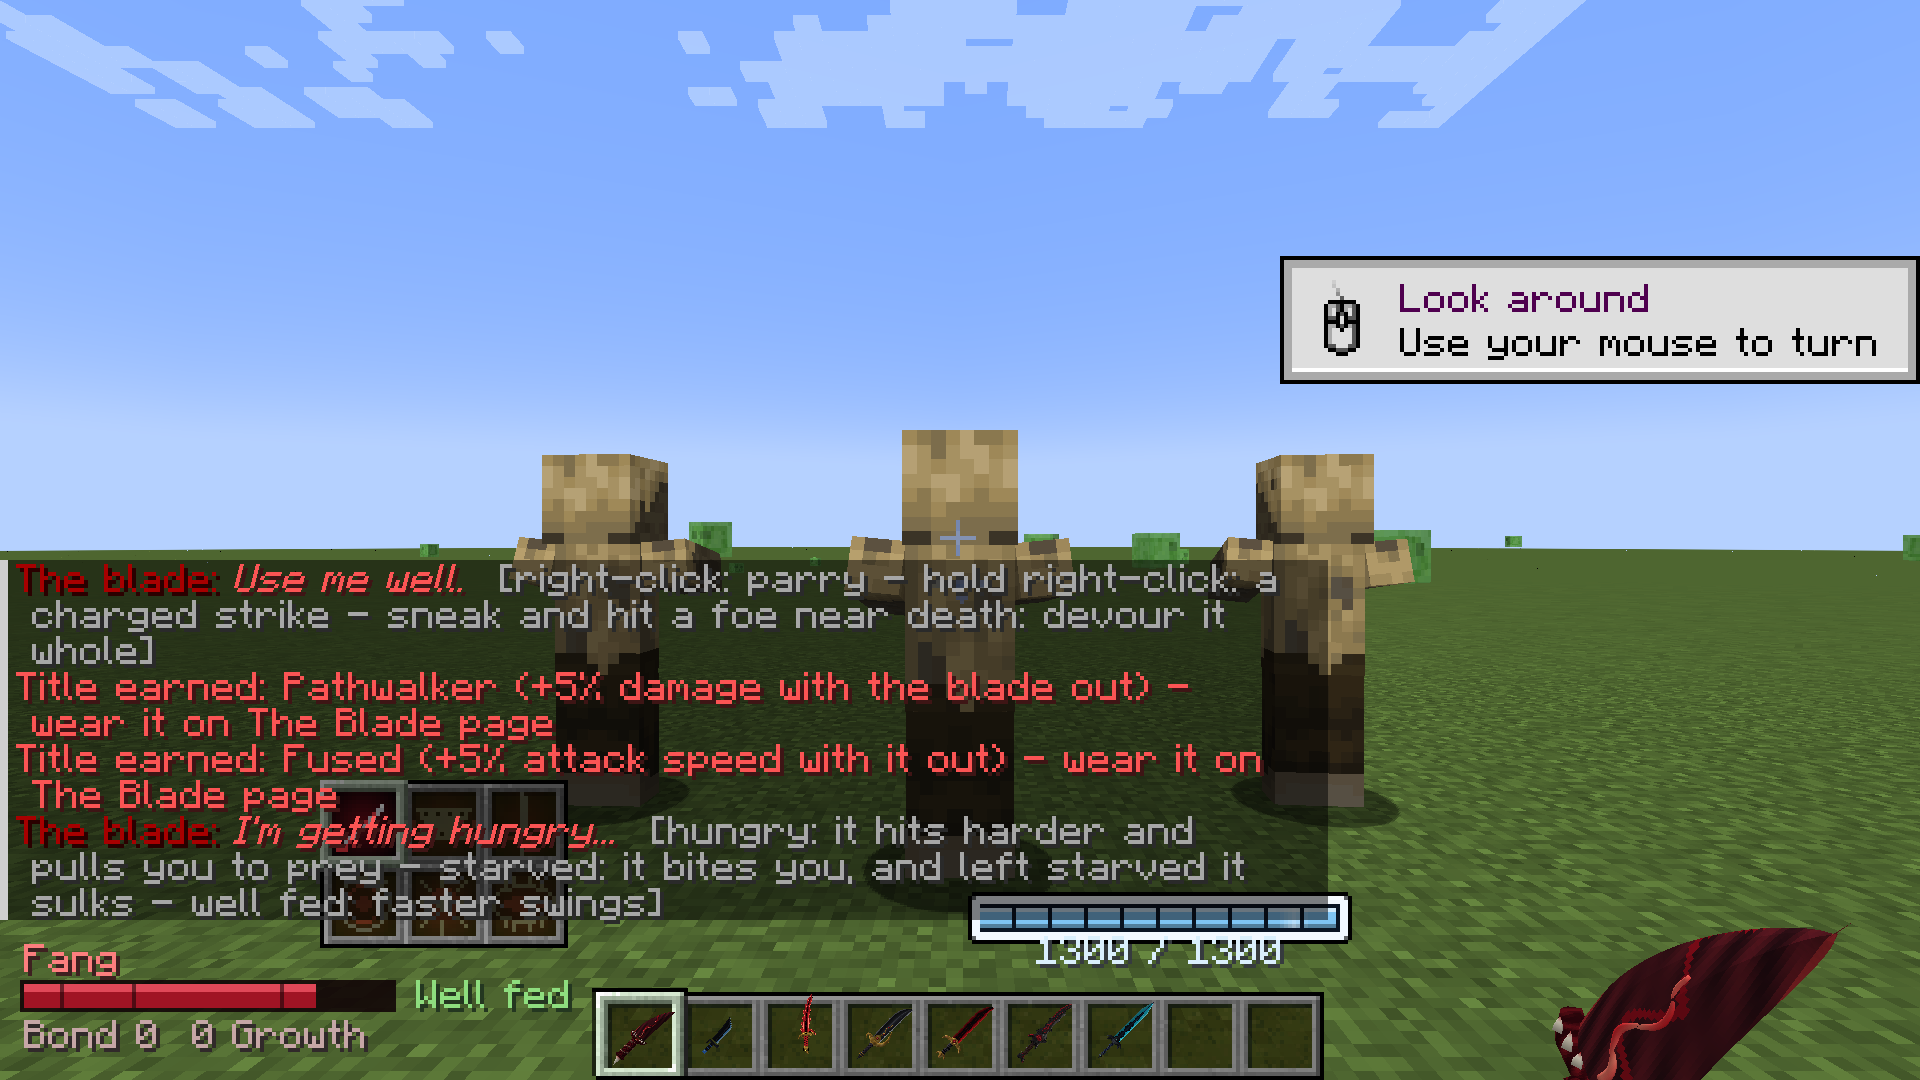 Look around
Use your mouse to turn
The blade: Use me well.  [right-click: parry - hold right-click: a
charged strike - sneak and hit a foe near death: devour it
whole]
Title earned: Pathwalker (+5% damage with the blade out) -
wear it on The Blade page
Title earned: Fused (+5% attack speed with it out) - wear it on
The Blade page
The blade: I'm getting hungry...  [hungry: it hits harder and
pulls you to prey - starved: it bites you, and left starved it
sulks - well fed: faster swings]
1300 / 1300
Fang
Well fed
Bond 0  0 Growth